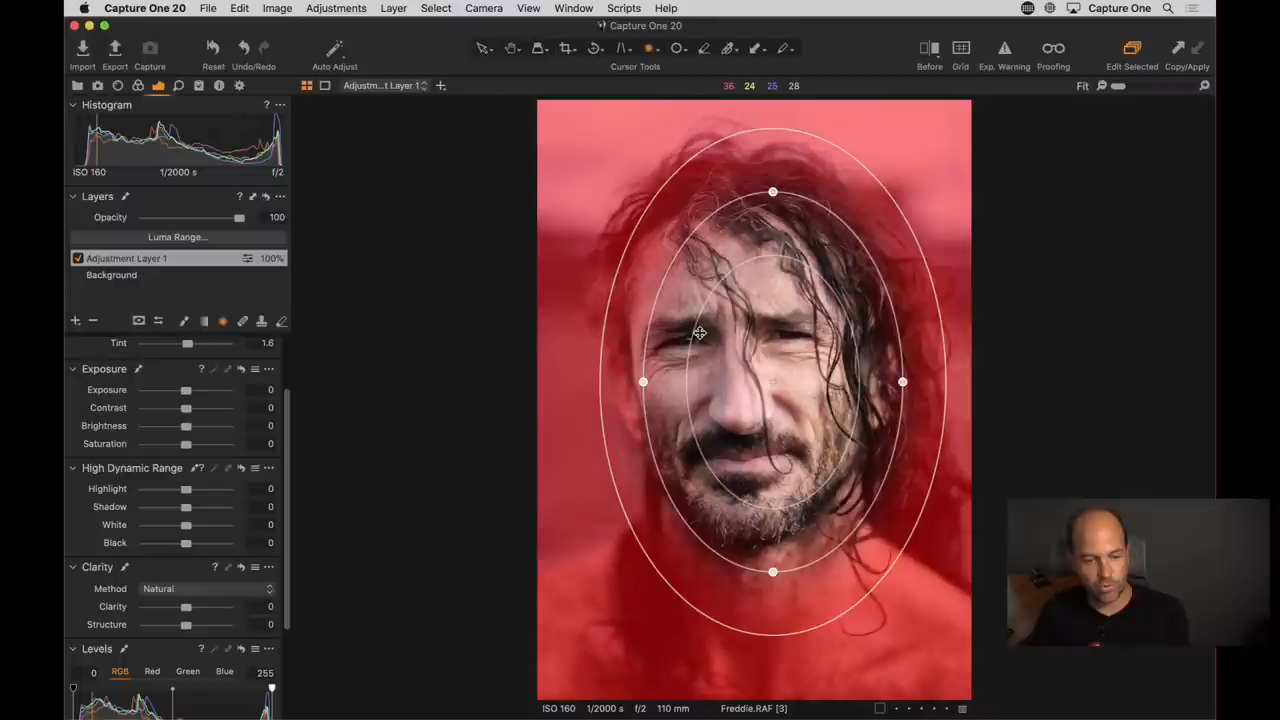 Capture One 20 File Edit Image Adjustments Layer Select Camera View Window Scripts Help Capture One
Capture One 20
Import Export Capture Reset Undo/Redo Auto Adjust Cursor Tools Before Grid Exp. Warning Proofing Edit Selected Copy/Apply
Adjustm...t Layer 1 36 24 25 28 Fit
Histogram ? ...
ISO 160 1/2000 s f/2
Layers ? ...
Opacity 100
Luma Range...
Adjustment Layer 1 100%
Background
Tint 1.6
Exposure ? ...
Exposure 0
Contrast 0
Brightness 0
Saturation 0
High Dynamic Range ? ...
Highlight 0
Shadow 0
White 0
Black 0
Clarity ? ...
Method Natural
Clarity 0
Structure 0
Levels ? ...
0 RGB Red Green Blue 255
ISO 160 1/2000 s f/2 110 mm Freddie.RAF [3]